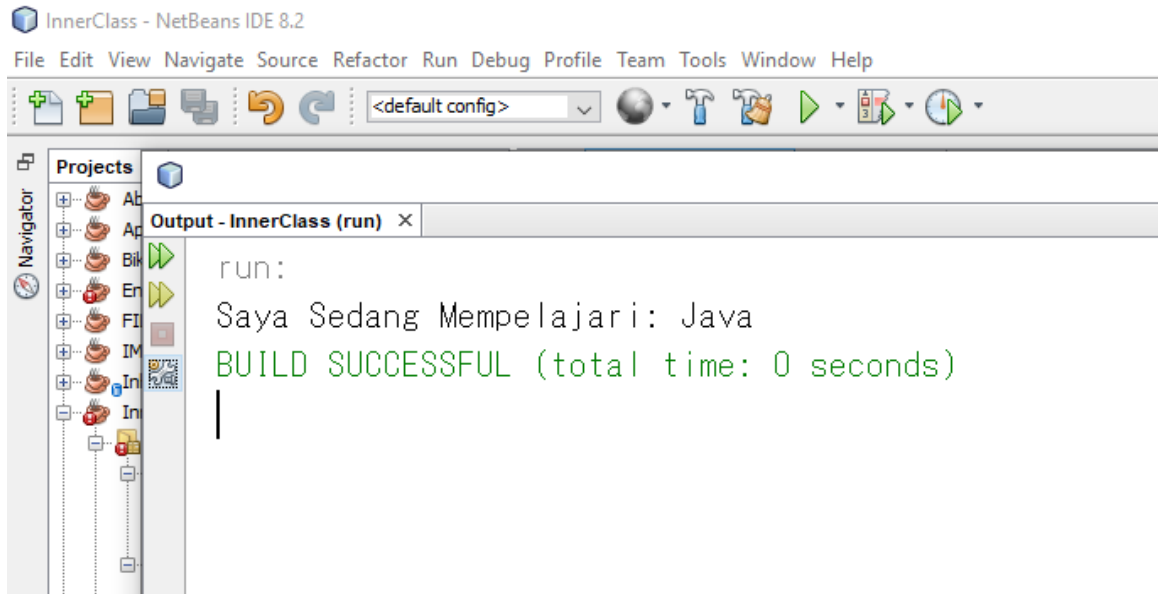 InnerClass - NetBeans IDE 8.2
File Edit View Navigate Source Refactor Run Debug Profile Team Tools Window Help
<default config>
Navigator
Projects
Output - InnerClass (run)
run:
Saya Sedang Mempelajari: Java
BUILD SUCCESSFUL (total time: 0 seconds)